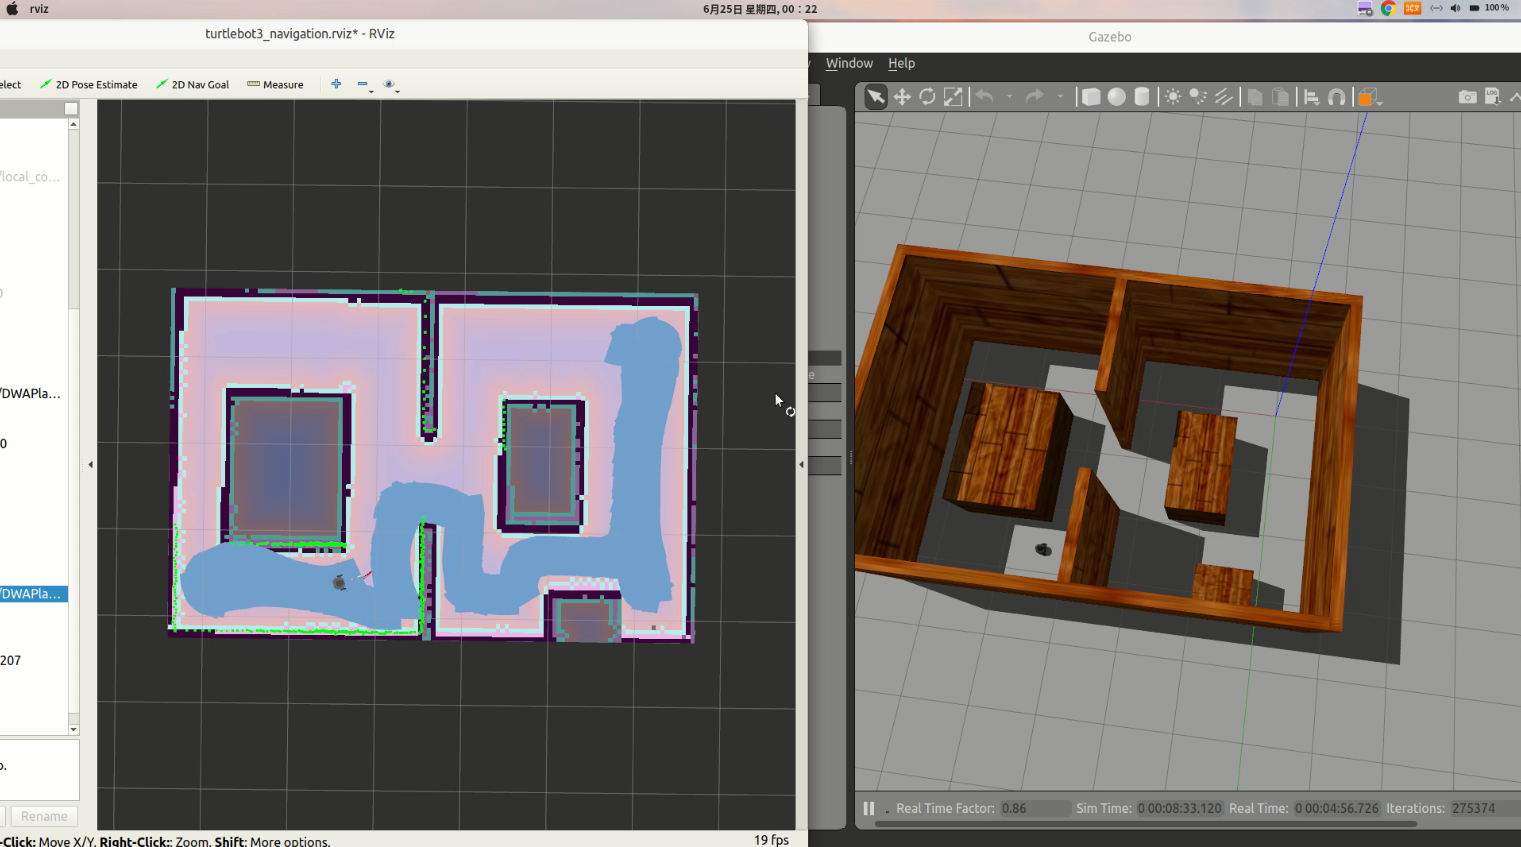 rviz
6月25日 星期四, 00 : 22
100 %
turtlebot3_navigation.rviz* - RViz
Gazebo
Window Help
elect
2D Pose Estimate
2D Nav Goal
Measure
/local_co...
0
/DWAPla...
0
/DWAPla...
207
o.
Rename
e
LOG
Real Time Factor: 0.86 Sim Time: 0 00:08:33.120 Real Time: 0 00:04:56.726 Iterations: 275374
-Click: Move X/Y. Right-Click:: Zoom. Shift: More options.
19 fps